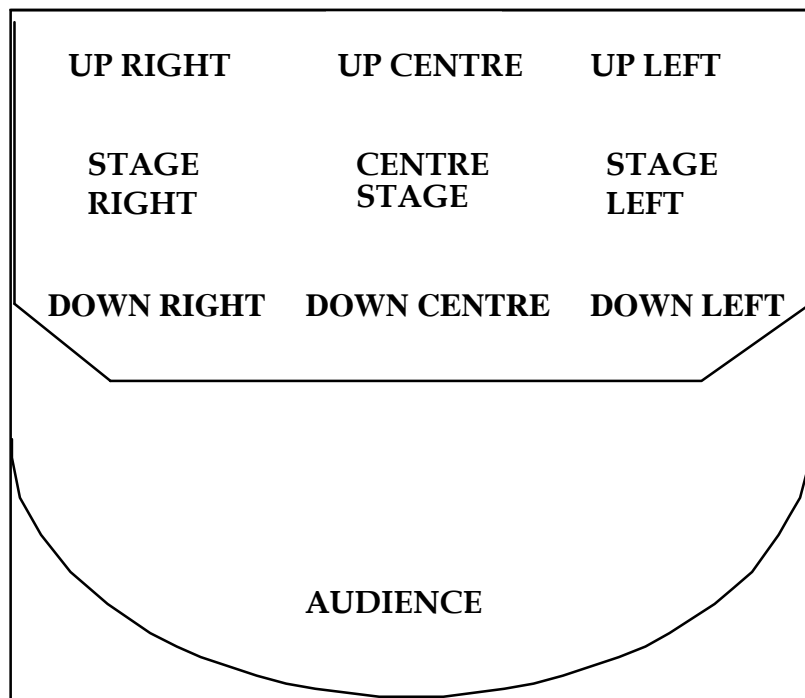 UP RIGHT UP CENTRE UP LEFT
STAGE CENTRE STAGE
RIGHT STAGE LEFT
DOWN RIGHT DOWN CENTRE DOWN LEFT
AUDIENCE